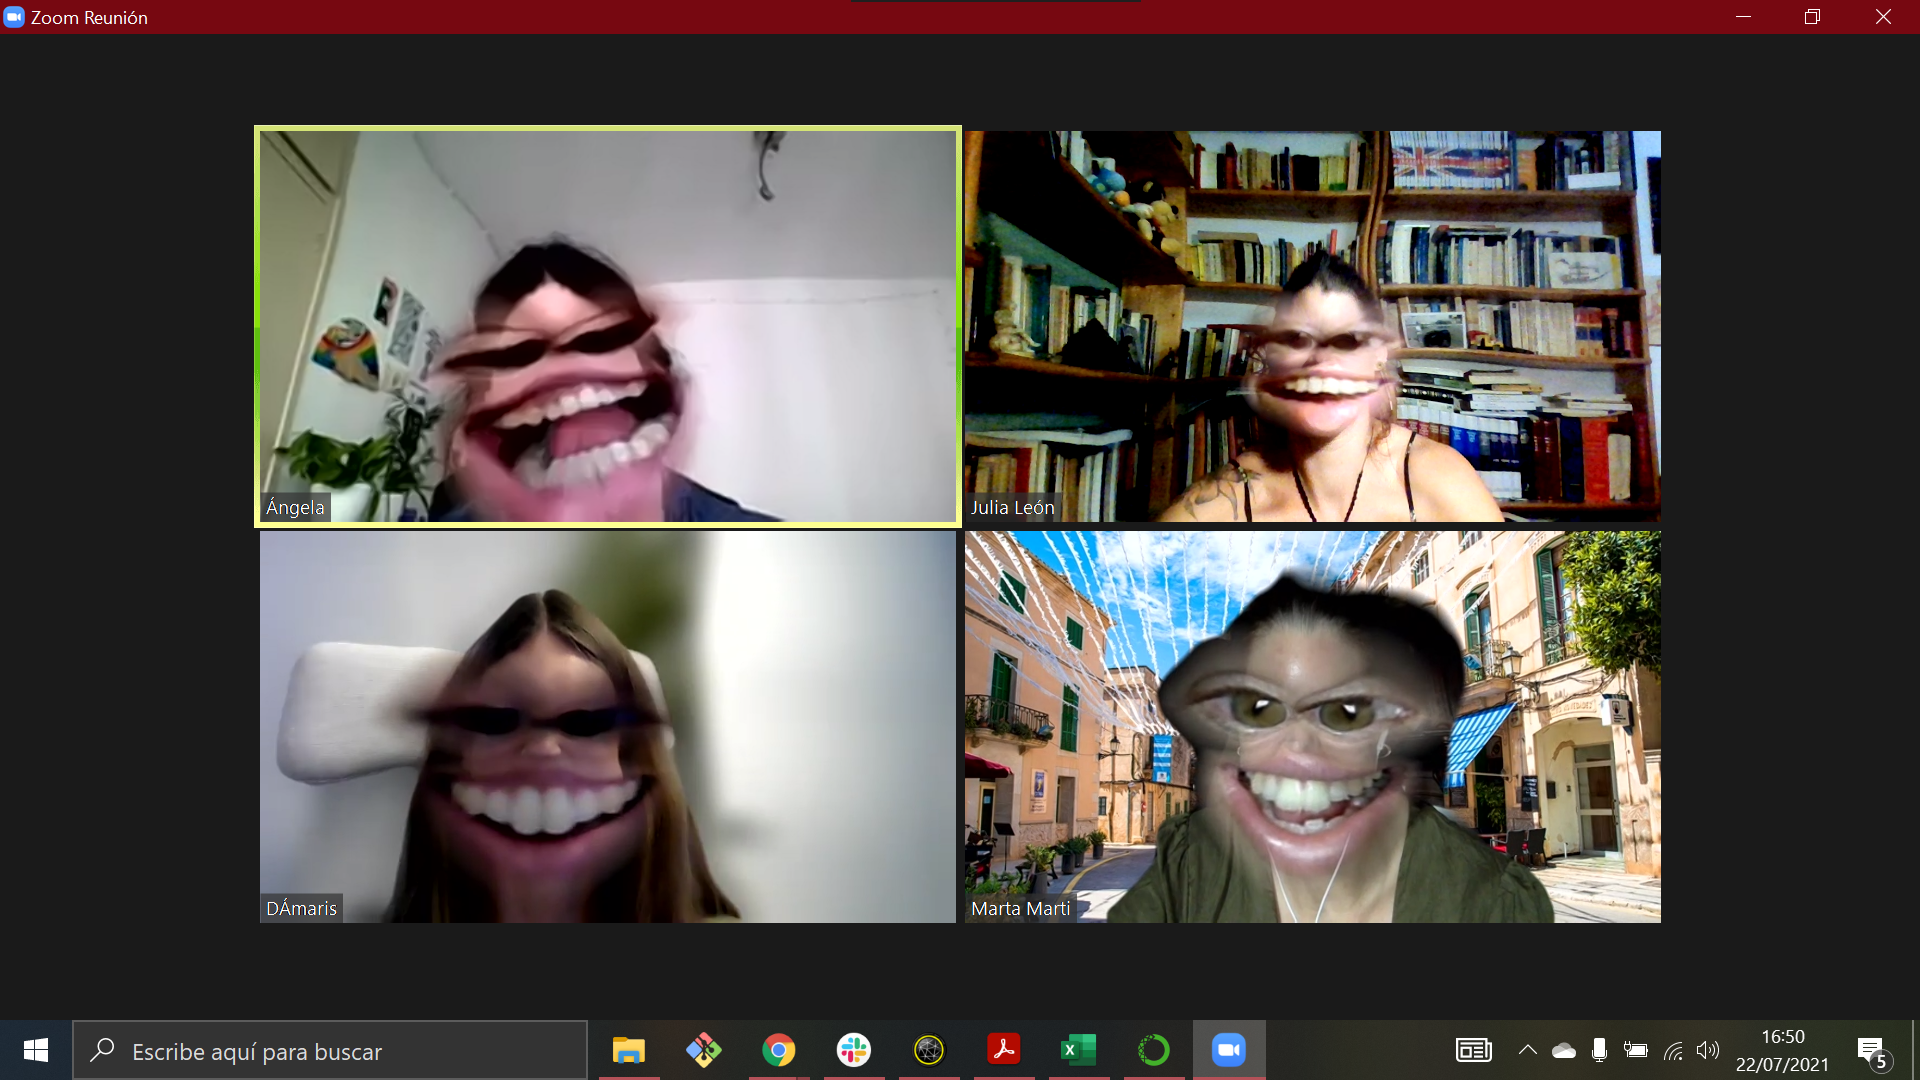 Zoom Reunión
Ángela
Julia León
DÁmaris
Marta Marti
Escribe aquí para buscar
16:50
22/07/2021
5